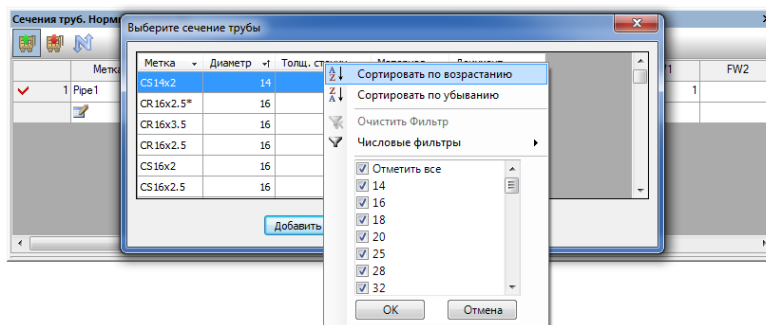 Сечения труб. Норм
Выберите сечение трубы
Метка
FW2
1 Pipe1
1
Метка Диаметр Толщ.
CS14x2 14
CR16x2.5* 16
CR16x3.5 16
CR16x2.5 16
CS16x2 16
CS16x2.5 16
Добавить
Сортировать по возрастанию
Сортировать по убыванию
Очистить Фильтр
Числовые фильтры
Отметить все
14
16
18
20
25
28
32
OK Отмена